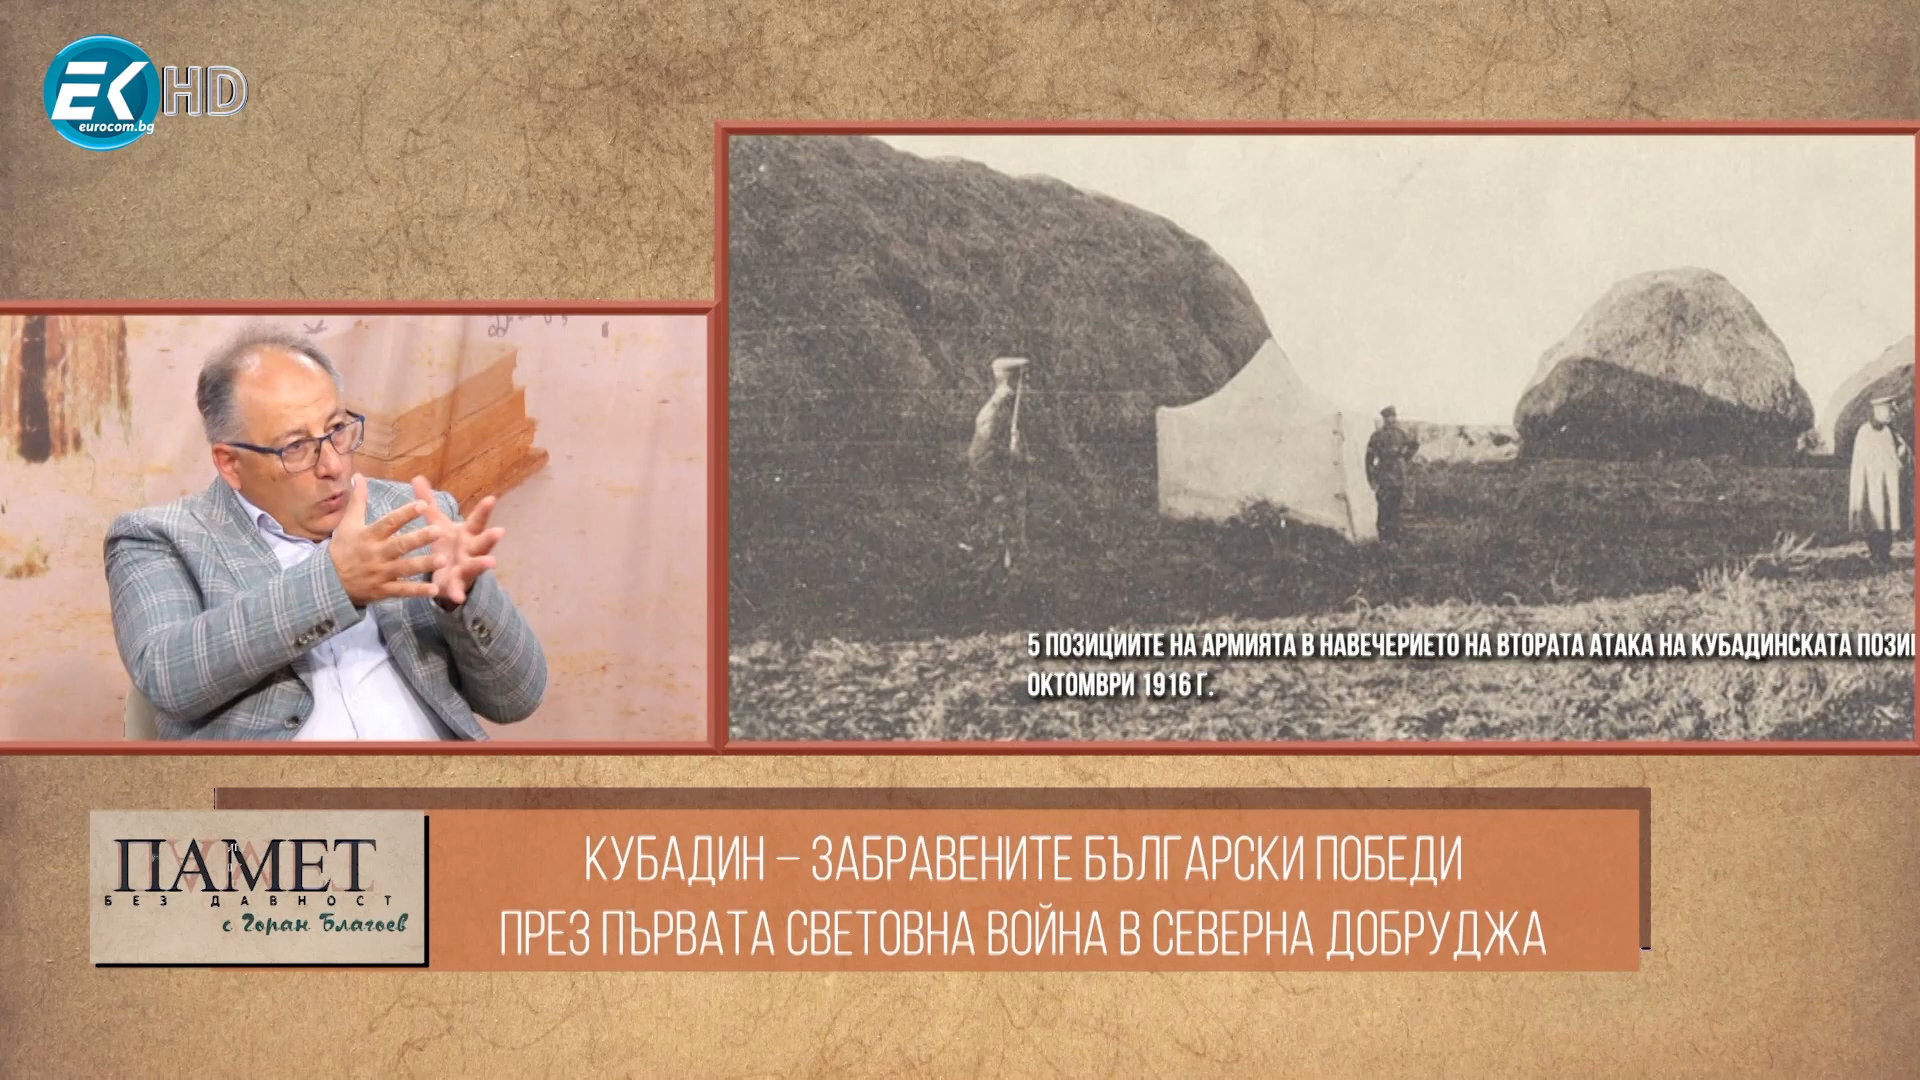 EK HD
eurocom.bg
5 ПОЗИЦИИТЕ НА АРМИЯТА В НАВЕЧЕРИЕТО НА ВТОРАТА АТАКА НА КУБАДИНСКАТА ПОЗИ
ОКТОМВРИ 1916 Г.
ПАМЕТ
БЕЗ ДАВНОСТ
с Горан Благоев
КУБАДИН – ЗАБРАВЕНИТЕ БЪЛГАРСКИ ПОБЕДИ
ПРЕЗ ПЪРВАТА СВЕТОВНА ВОЙНА В СЕВЕРНА ДОБРУДЖА